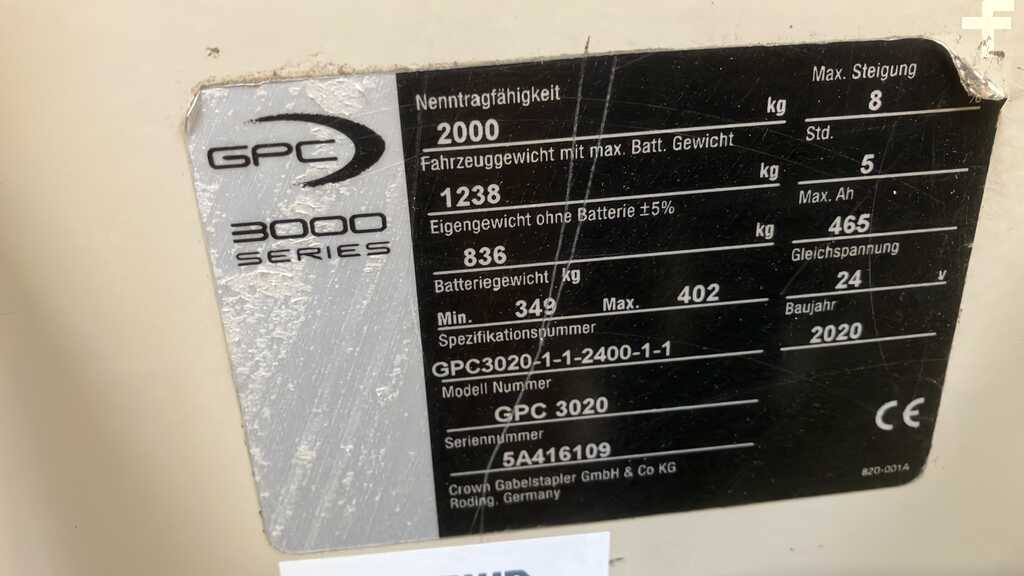 GPC
3000
SERIES
Nenntragfähigkeit
2000 kg
Fahrzeuggewicht mit max. Batt. Gewicht
1238 kg
Eigengewicht ohne Batterie ±5%
836 kg
Batteriegewicht kg
Min. 349 Max. 402
Spezifikationsnummer
GPC3020-1-1-2400-1-1
Modell Nummer
GPC 3020
Seriennummer
5A416109
Crown Gabelstapler GmbH & Co KG
Roding, Germany
Max. Steigung
8 %
Std.
5
Max. Ah
465
Gleichspannung
24 v
Baujahr
2020
CE
820-001A